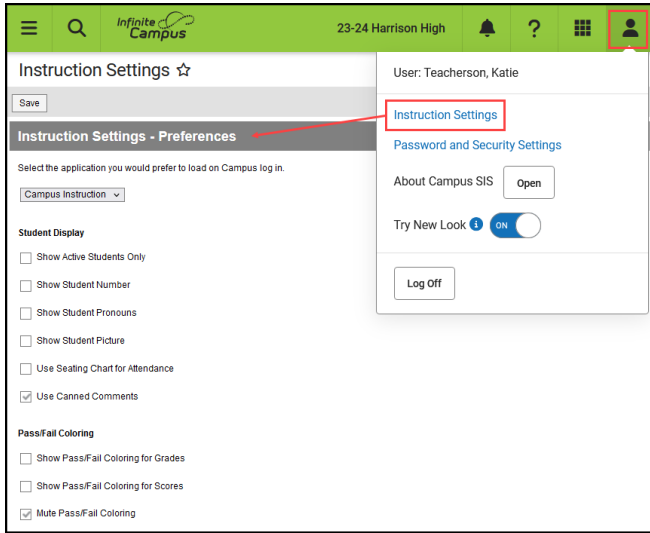 Infinite Campus
23-24 Harrison High
?
Instruction Settings ☆
Save
Instruction Settings - Preferences
Select the application you would prefer to load on Campus log in.
Campus Instruction
Student Display
Show Active Students Only
Show Student Number
Show Student Pronouns
Show Student Picture
Use Seating Chart for Attendance
Use Canned Comments
Pass/Fail Coloring
Show Pass/Fail Coloring for Grades
Show Pass/Fail Coloring for Scores
Mute Pass/Fail Coloring
User: Teacherson, Katie
Instruction Settings
Password and Security Settings
About Campus SIS Open
Try New Look i ON
Log Off